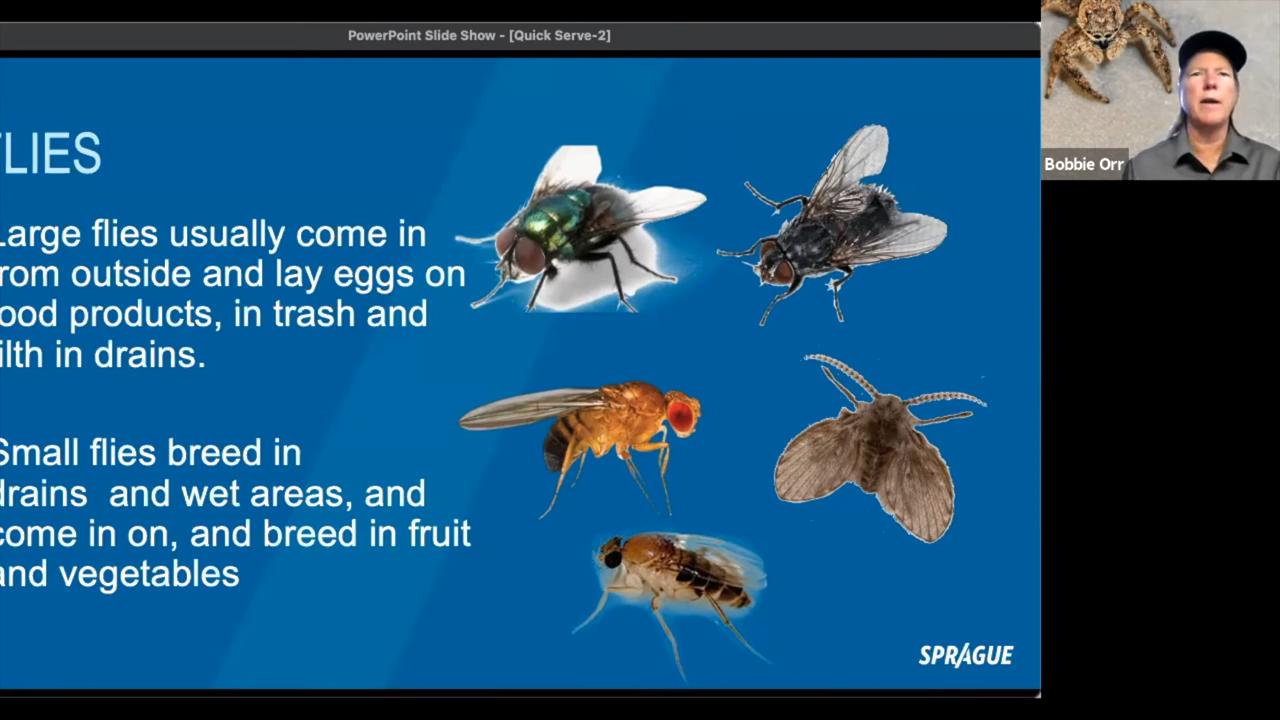 PowerPoint Slide Show - [Quick Serve-2]
LIES
Large flies usually come in
rom outside and lay eggs on
ood products, in trash and
ilth in drains.
Small flies breed in
drains and wet areas, and
come in on, and breed in fruit
and vegetables
SPRAGUE
Bobbie Orr